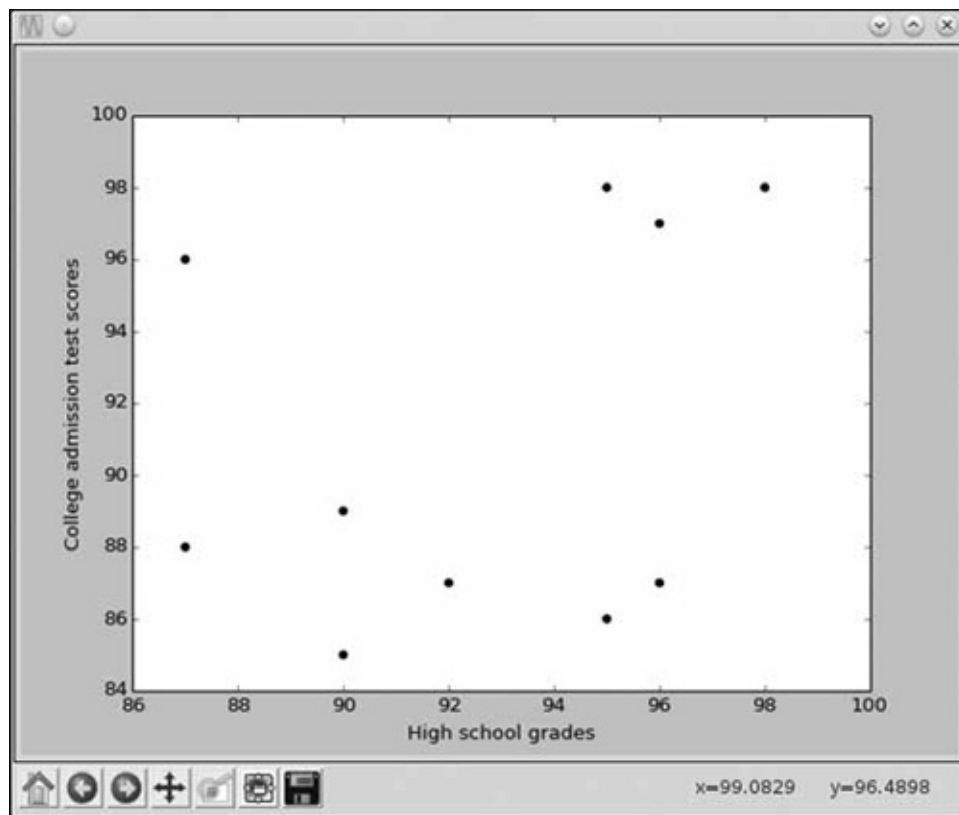 100
98
96
94
92
90
88
86
84
College admission test scores
86 88 90 92 94 96 98 100
High school grades
x=99.0829 y=96.4898